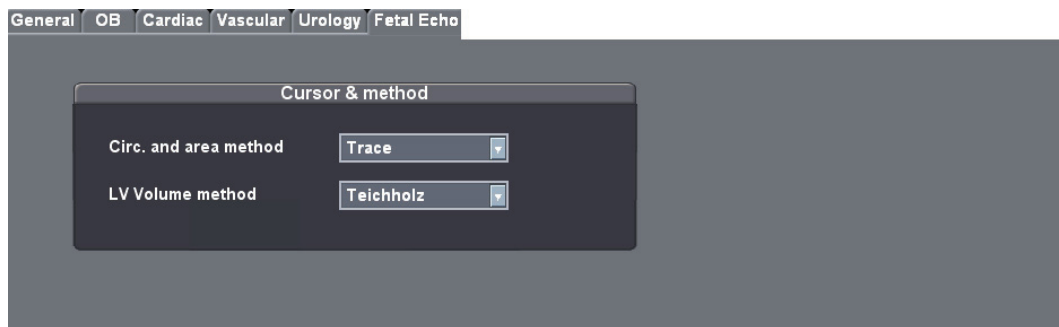 General OB Cardiac Vascular Urology Fetal Echo
Cursor & method
Circ. and area method Trace
LV Volume method Teichholz